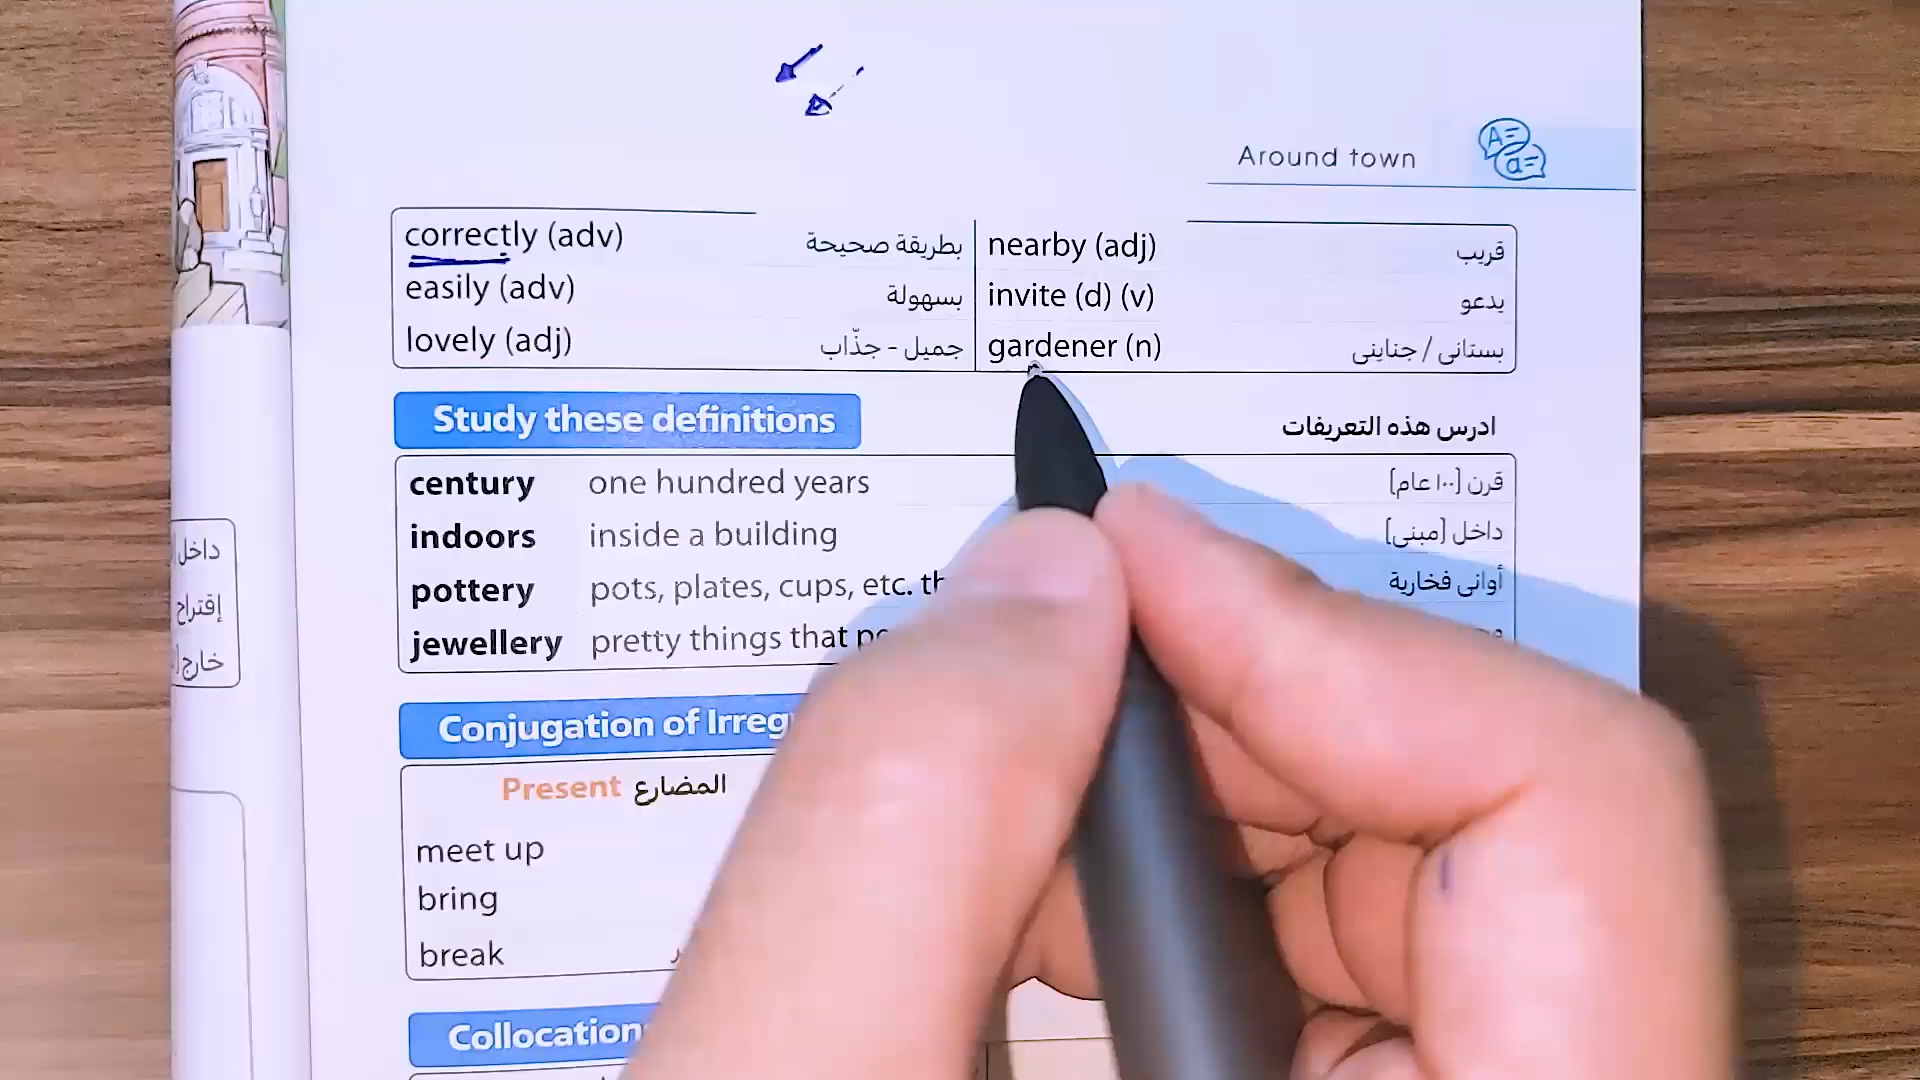 Around town
A= a=
correctly (adv) بطريقة صحيحة nearby (adj) قريب
easily (adv) بسهولة invite (d) (v) يدعو
lovely (adj) جميل - جذّاب gardener (n) بستانى / جناينى
Study these definitions ادرس هذه التعريفات
century one hundred years قرن [١٠٠ عام]
indoors inside a building داخل [مبنى]
pottery pots, plates, cups, etc. أوانى فخارية
jewellery pretty things that
داخل
إقتراح
خارج
Conjugation of
Present المضارع
meet up
bring
break